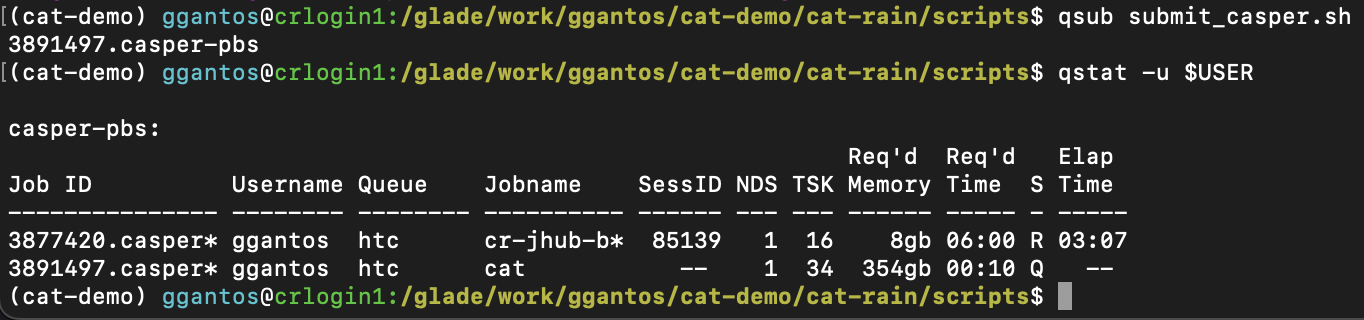 [(cat-demo) ggantos@crlogin1:/glade/work/ggantos/cat-demo/cat-rain/scripts$ qsub submit_casper.sh
3891497.casper-pbs
[(cat-demo) ggantos@crlogin1:/glade/work/ggantos/cat-demo/cat-rain/scripts$ qstat -u $USER
casper-pbs:
                                                            Req'd  Req'd   Elap
Job ID          Username Queue    Jobname    SessID NDS TSK Memory Time  S Time
--------------- -------- -------- ---------- ------ --- --- ------ ----- - -----
3877420.casper* ggantos  htc      cr-jhub-b*  85139   1  16    8gb 06:00 R 03:07
3891497.casper* ggantos  htc      cat           --    1  34  354gb 00:10 Q   --
(cat-demo) ggantos@crlogin1:/glade/work/ggantos/cat-demo/cat-rain/scripts$